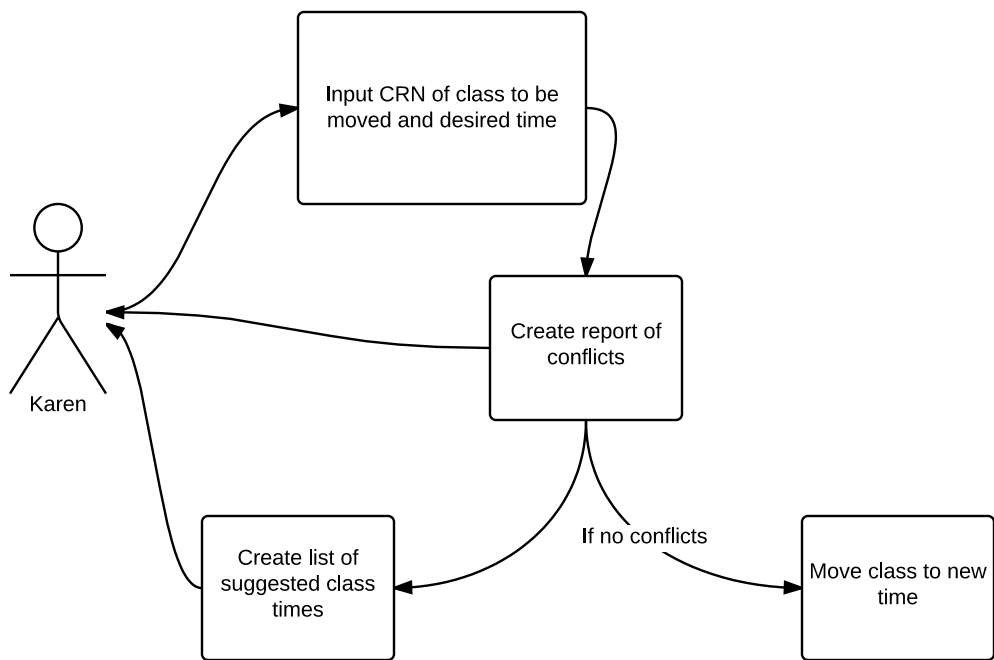 Input CRN of class to be
moved and desired time
Create report of
conflicts
Karen
If no conflicts
Create list of
suggested class
times
Move class to new
time